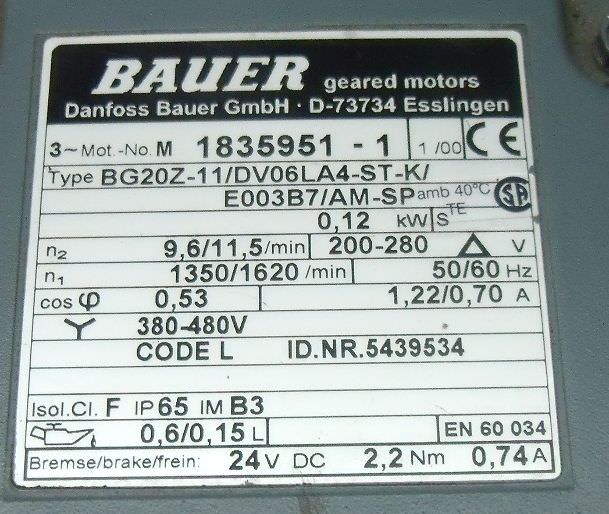 BAUER geared motors
Danfoss Bauer GmbH · D-73734 Esslingen
3~Mot.-No. M 1835951 - 1 1 /00 CE
Type BG20Z-11/DV06LA4-ST-K/
E003B7/AM-SP amb 40°C SA
0,12 kW S TE
n2 9,6/11,5/min 200-280 △ V
n1 1350/1620 /min 50/60 Hz
cos φ 0,53 1,22/0,70 A
Y 380-480V
CODE L ID.NR.5439534
Isol.Cl. F IP 65 IM B3
0,6/0,15 L EN 60 034
Bremse/brake/frein: 24 V DC 2,2 Nm 0,74 A